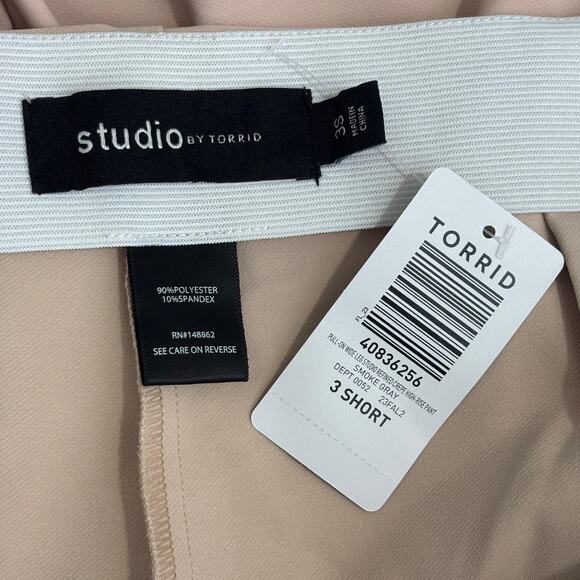 studio BY TORRID
3S
MADE IN
CHINA
90%POLYESTER
10%SPANDEX
RN#148862
SEE CARE ON REVERSE
TORRID
40836256
PULL-ON WIDE LEG STUDIO REFINED CREPE HIGH-RISE PANT
SMOKE GRAY
DEPT 0052 23FAL2
3 SHORT